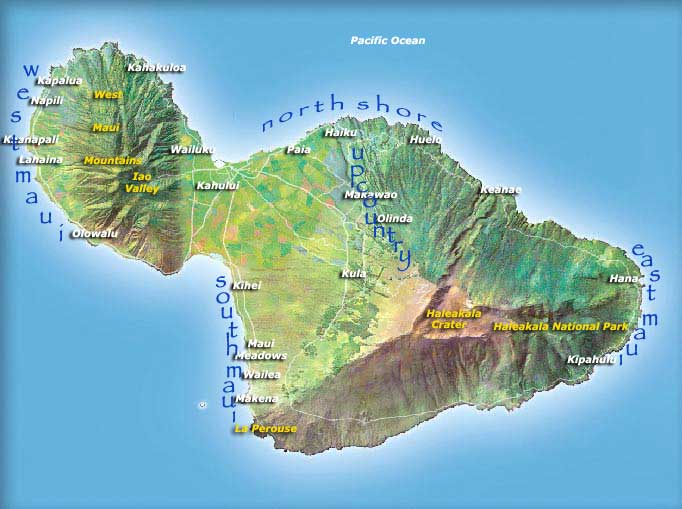 Pacific Ocean
Kahakuloa
Kapalua
Napili
Kaanapali
Lahaina
Olowalu
west maui
West
Maui
Mountains
Iao
Valley
Wailuku
Kahului
north shore
Paia
Haiku
Huelo
Keanae
upcountry
Makawao
Olinda
Kula
Kihei
south maui
Maui
Meadows
Wailea
Makena
La Perouse
Haleakala
Crater
Haleakala National Park
Hana
Kipahulu
east maui